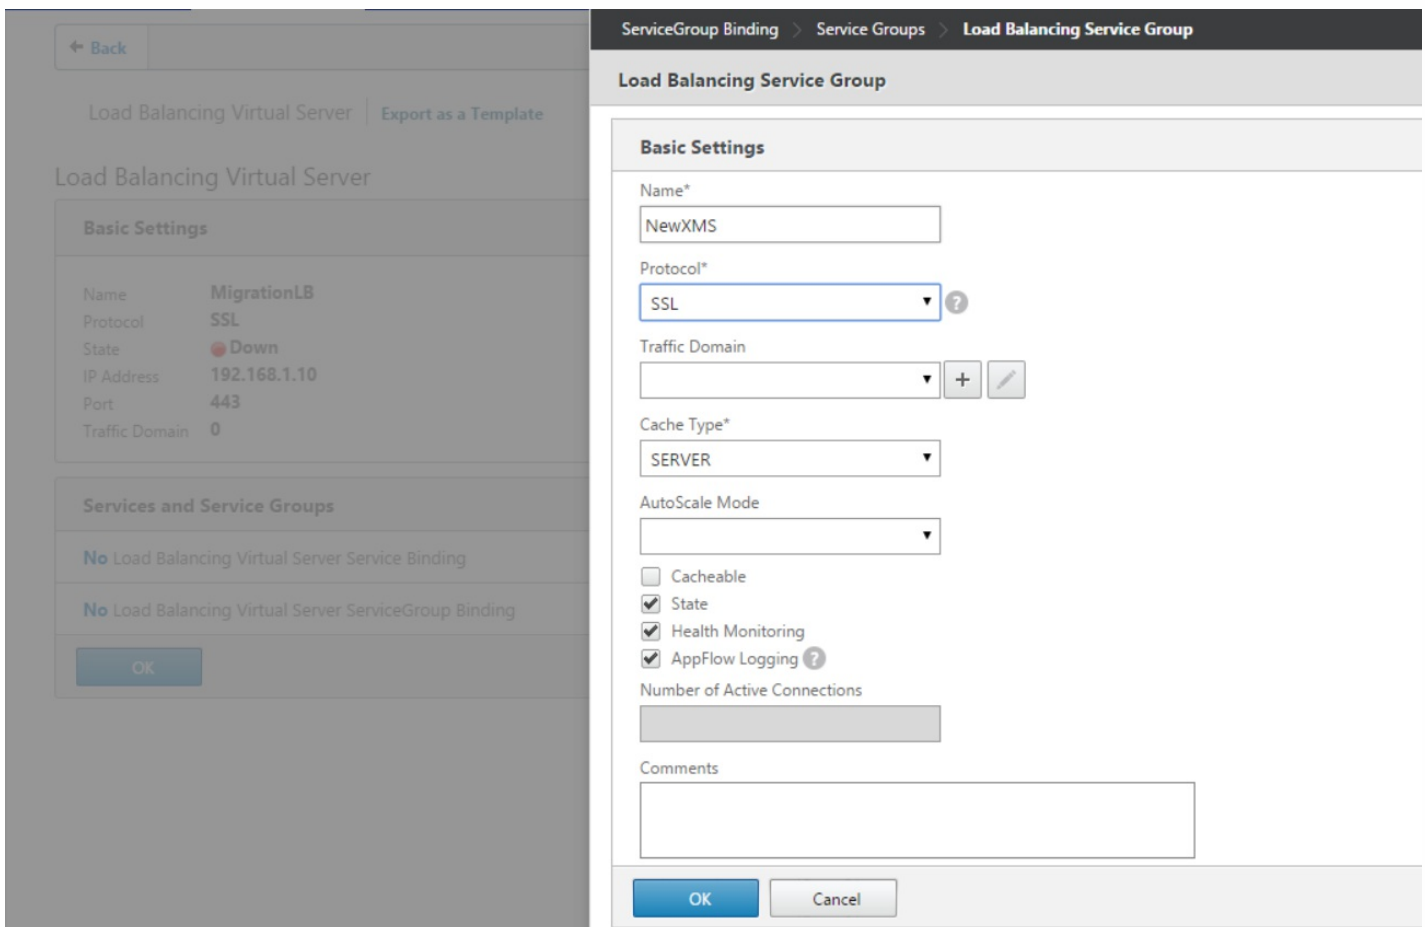 Back
Load Balancing Virtual Server Export as a Template
Load Balancing Virtual Server
Basic Settings
Name MigrationLB
Protocol SSL
State Down
IP Address 192.168.1.10
Port 443
Traffic Domain 0
Services and Service Groups
No Load Balancing Virtual Server Service Binding
No Load Balancing Virtual Server ServiceGroup Binding
OK
ServiceGroup Binding Service Groups Load Balancing Service Group
Load Balancing Service Group
Basic Settings
Name*
NewXMS
Protocol*
SSL
?
Traffic Domain
+
Cache Type*
SERVER
AutoScale Mode
Cacheable
State
Health Monitoring
AppFlow Logging ?
Number of Active Connections
Comments
OK Cancel